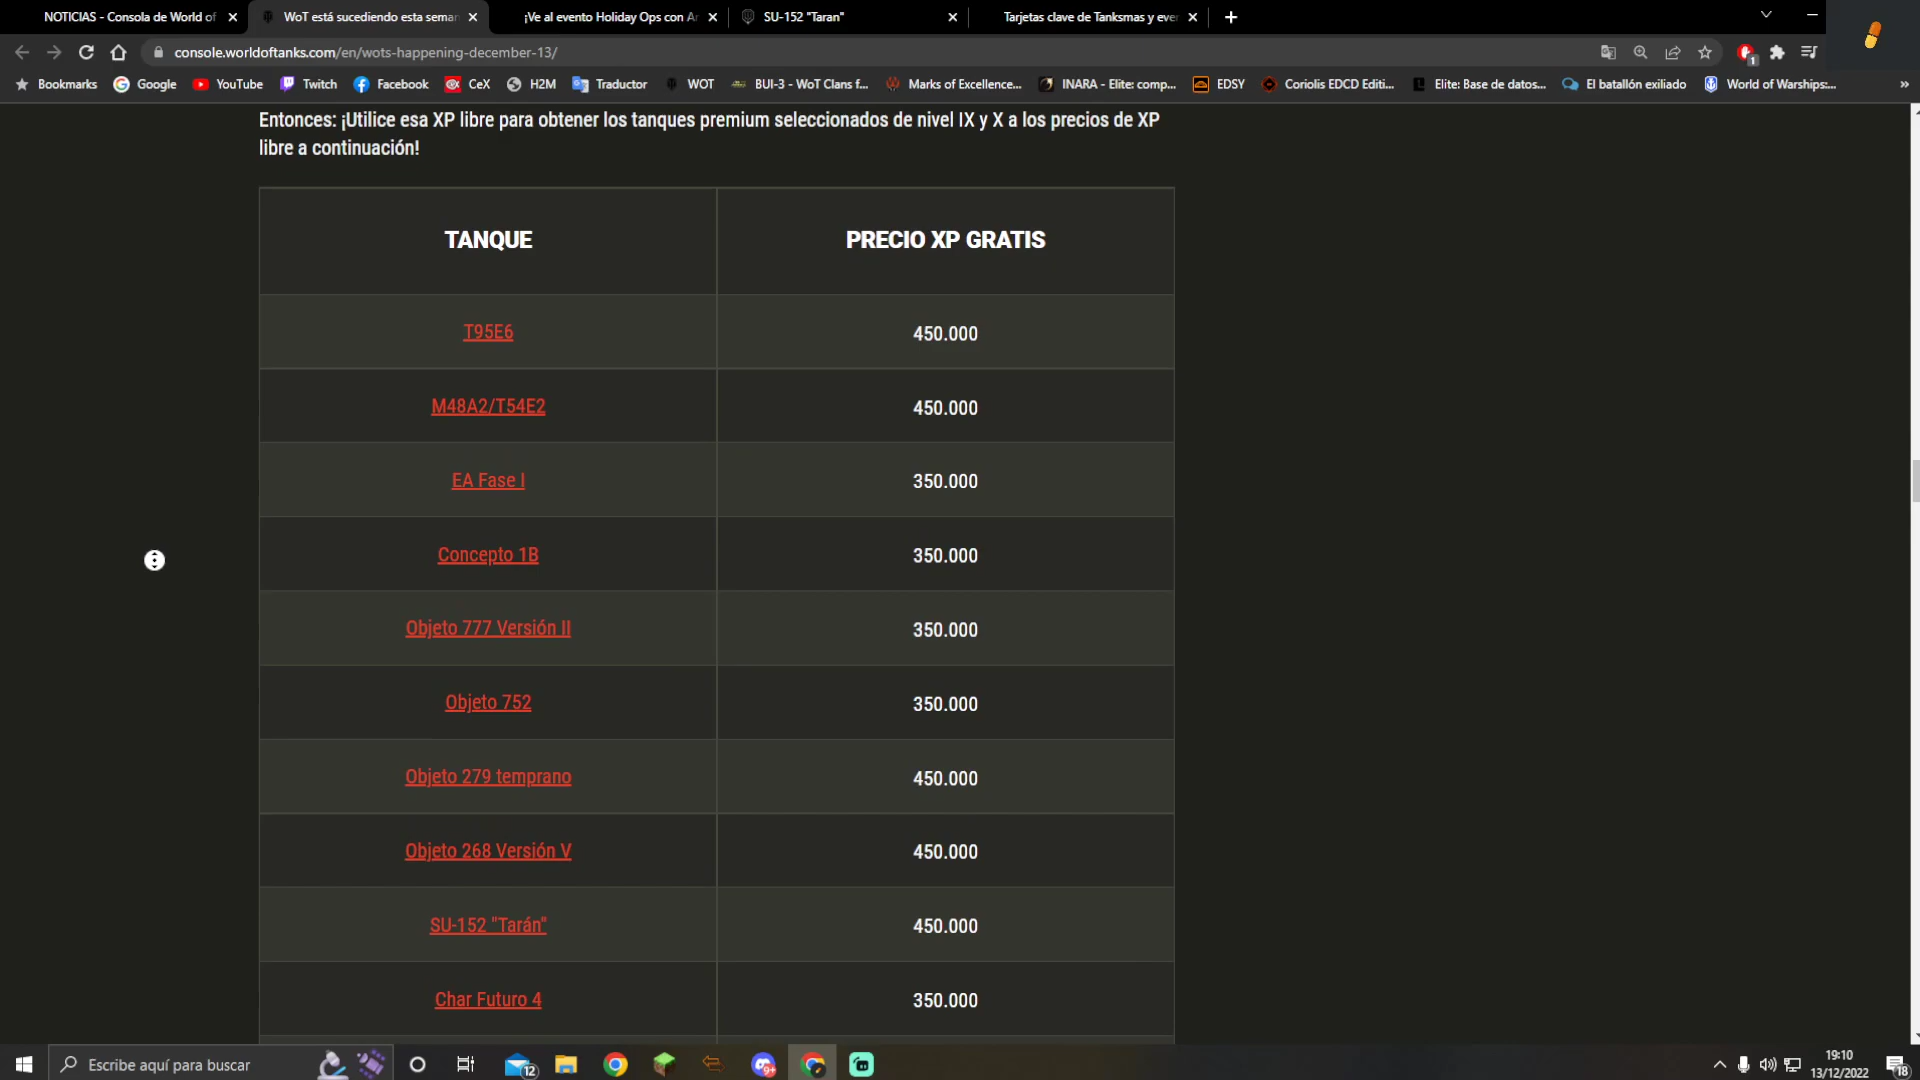 NOTICIAS - Consola de World of
WoT está sucediendo esta seman
¡Ve al evento Holiday Ops con Ar
SU-152 "Taran"
Tarjetas clave de Tanksmas y eve
console.worldoftanks.com/en/wots-happening-december-13/
1
Bookmarks
Google
YouTube
Twitch
Facebook
CeX
H2M
Traductor
WOT
BUI-3 - WoT Clans f...
Marks of Excellence...
INARA - Elite: comp...
EDSY
Coriolis EDCD Editi...
Elite: Base de datos...
El batallón exiliado
World of Warships:...
»
Entonces: ¡Utilice esa XP libre para obtener los tanques premium seleccionados de nivel IX y X a los precios de XP
libre a continuación!
TANQUE
PRECIO XP GRATIS
T95E6
450.000
M48A2/T54E2
450.000
EA Fase I
350.000
Concepto 1B
350.000
Objeto 777 Versión II
350.000
Objeto 752
350.000
Objeto 279 temprano
450.000
Objeto 268 Versión V
450.000
SU-152 "Tarán"
450.000
Char Futuro 4
350.000
Escribe aquí para buscar
12
9+
19:10
13/12/2022
18